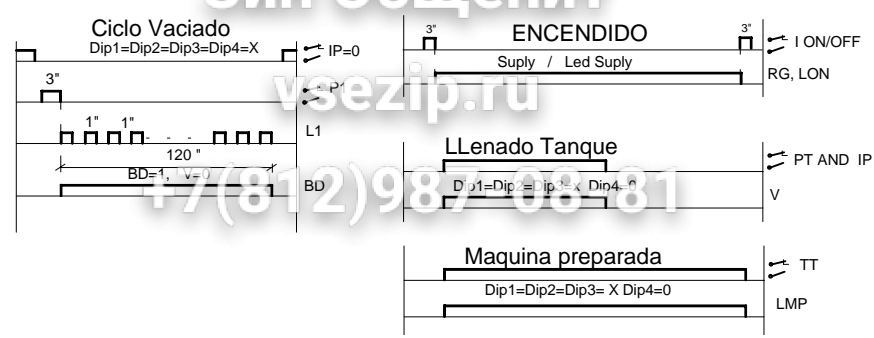 Ciclo Vaciado
Dip1=Dip2=Dip3=Dip4=X
IP=0
3"
P1
1" 1"
L1
120 "
BD=1, V=0
BD
3" ENCENDIDO 3"
I ON/OFF
Suply / Led Suply
RG, LON
LLenado Tanque
PT AND IP
Dip1=Dip2=Dip3=x Dip4=0
V
Maquina preparada
TT
Dip1=Dip2=Dip3= X Dip4=0
LMP
vsezip.ru
+7(812)987-08-81